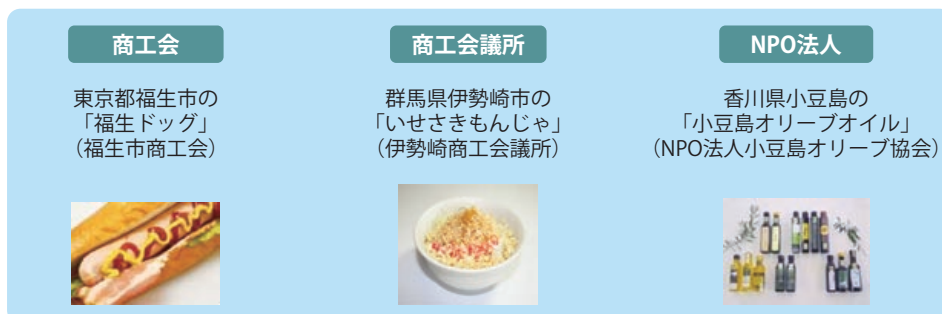 商工会
東京都福生市の
「福生ドッグ」
（福生市商工会）
商工会議所
群馬県伊勢崎市の
「いせさきもんじゃ」
（伊勢崎商工会議所）
NPO法人
香川県小豆島の
「小豆島オリーブオイル」
（NPO法人小豆島オリーブ協会）